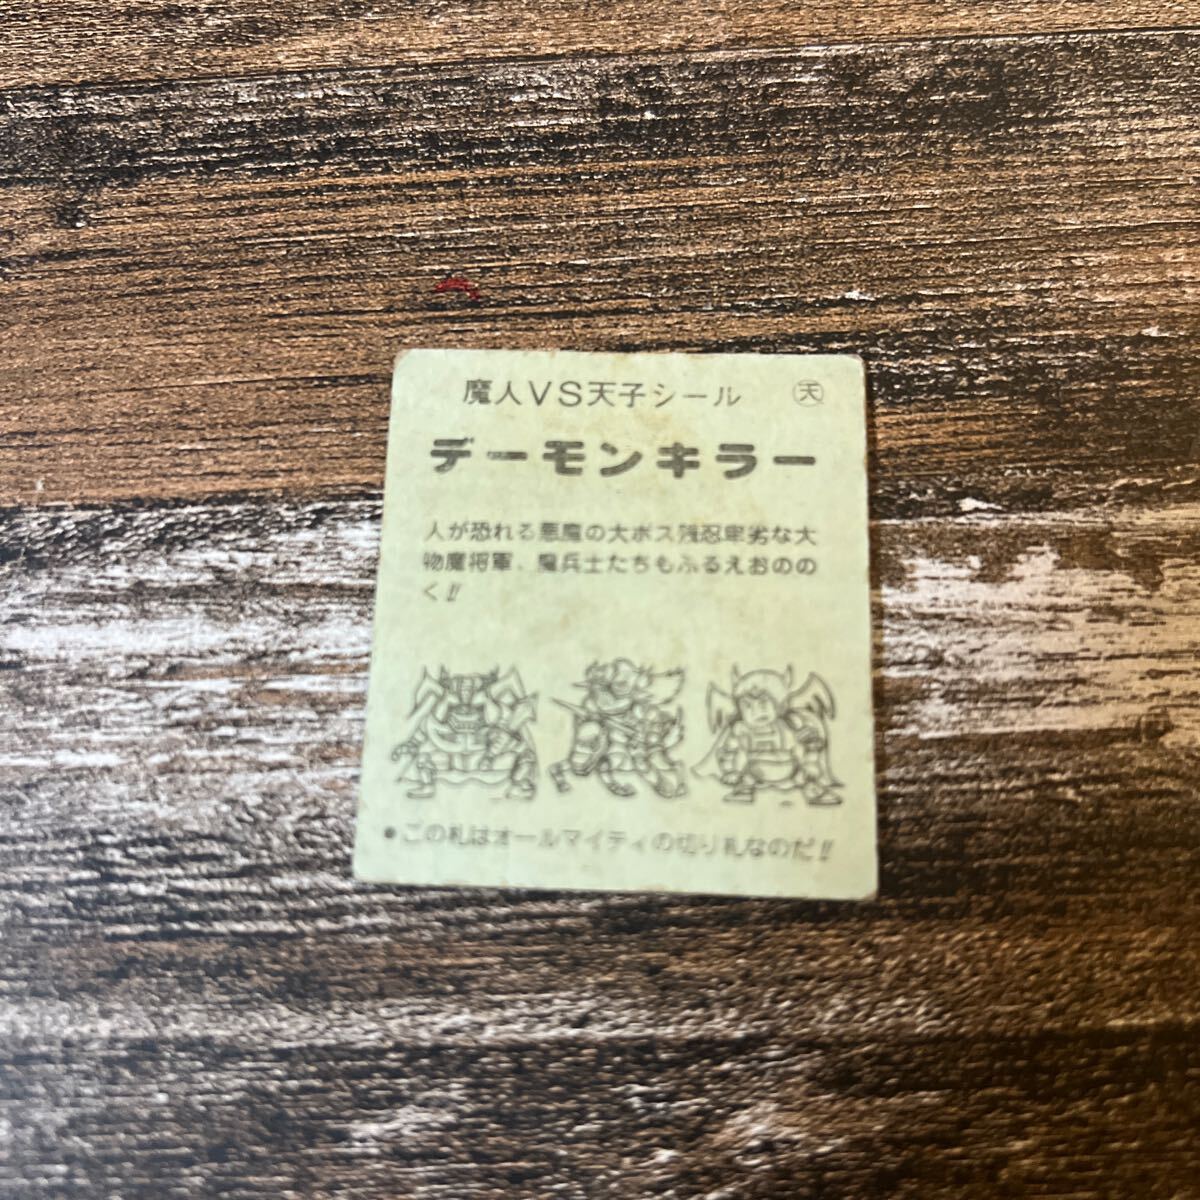 魔人VS天子シール ㊝天
デーモンキラー
人が恐れる悪魔の大ボス残忍卑劣な大
物魔将軍、魔兵士たちもふるえおのの
く!!
●この札はオールマイティの切り札なのだ!!